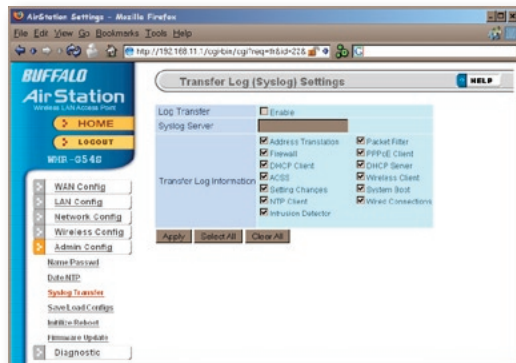 AirStation Settings - Mozilla Firefox
File Edit View Go Bookmarks Tools Help
http://192.168.11.1/cgi-bin/cgi?req=frt&id=22&
BUFFALO
AirStation
Wireless LAN Access Point
HOME
LOGOUT
WHR-G54S
WAN Config
LAN Config
Network Config
Wireless Config
Admin Config
Name Passwd
Date NTP
Syslog Transfer
Save Load Configs
Initilize Reboot
Firmware Update
Diagnostic
Transfer Log (Syslog) Settings
HELP
Log Transfer Enable
Syslog Server
Transfer Log Information
Address Translation Packet Filter
Firewall PPPoE Client
DHCP Client DHCP Server
AOSS Wireless Client
Setting Changes System Boot
NTP Client Wired Connections
Intrusion Detector
Apply Select All Clear All